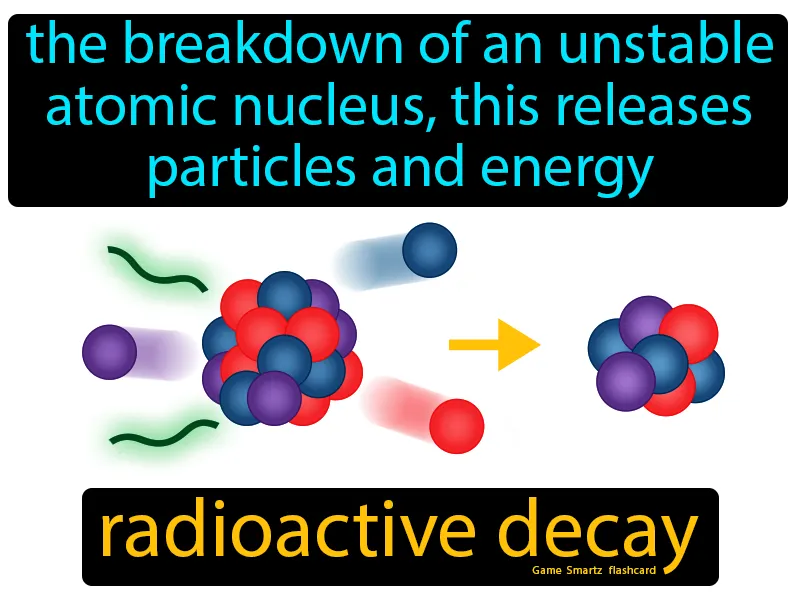 the breakdown of an unstable
atomic nucleus, this releases
particles and energy
radioactive decay
Game Smartz flashcard